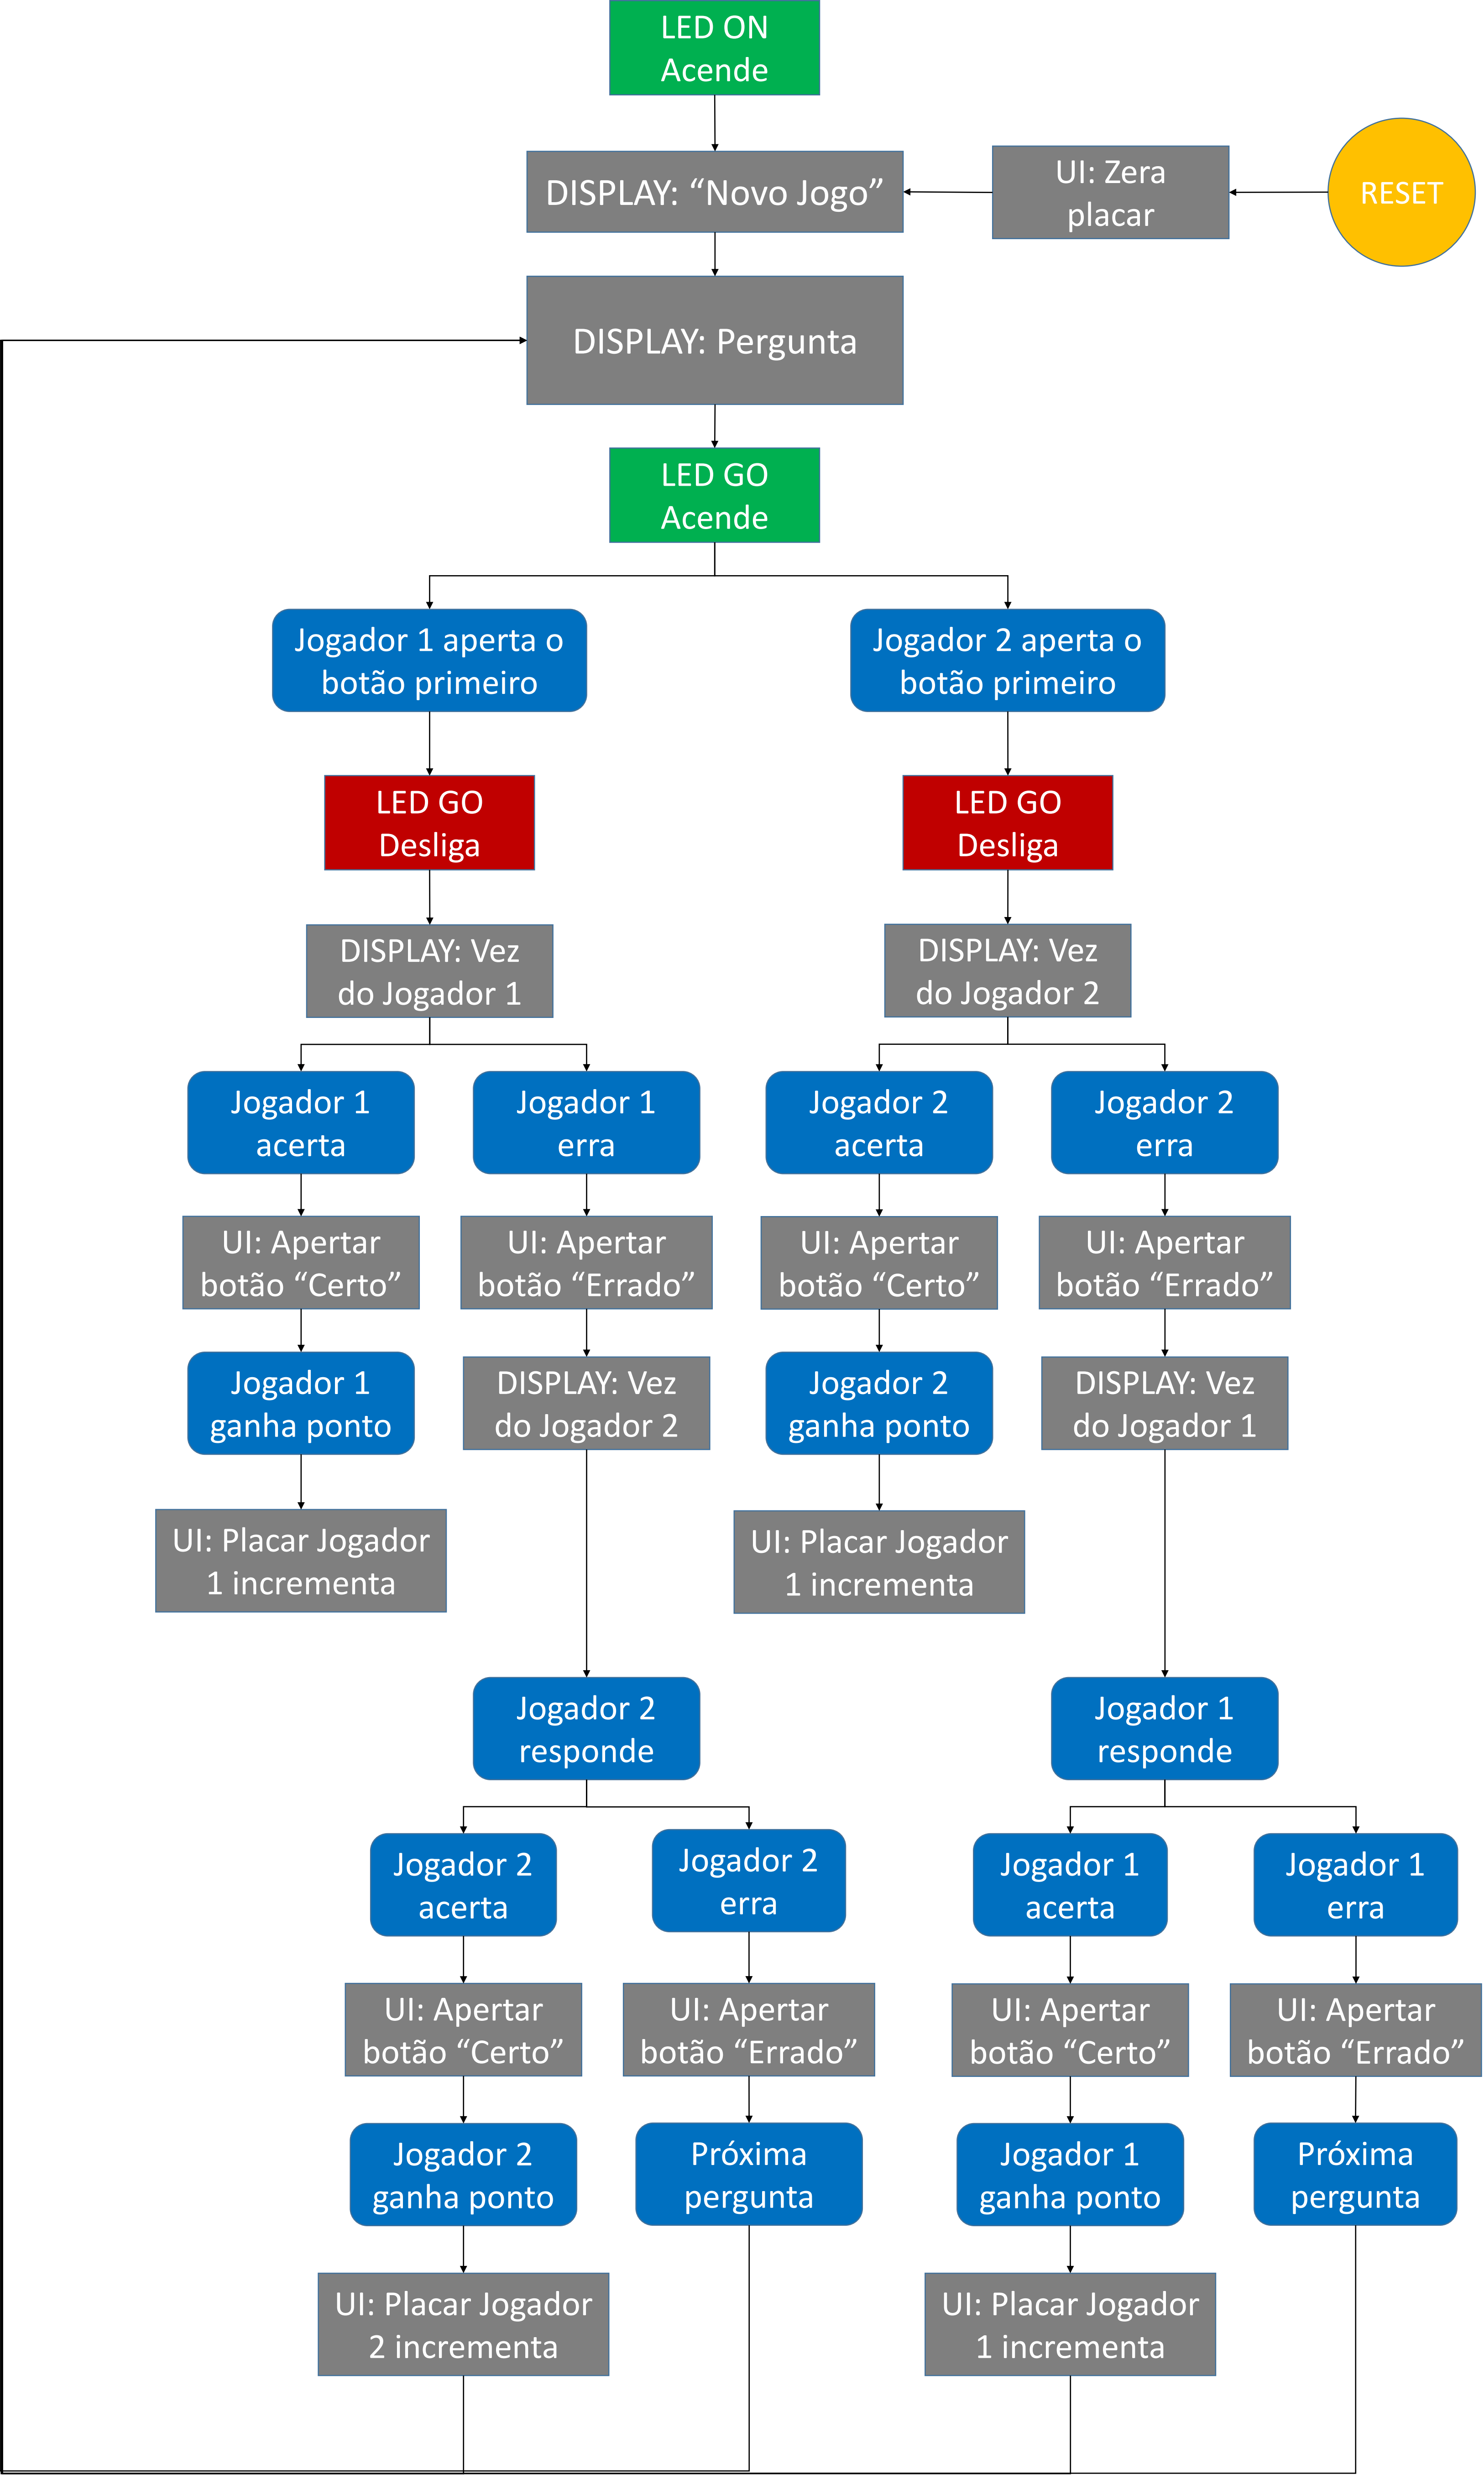 LED ON
Acende
DISPLAY: “Novo Jogo”
UI: Zera
placar
RESET
DISPLAY: Pergunta
LED GO
Acende
Jogador 1 aperta o
botão primeiro
Jogador 2 aperta o
botão primeiro
LED GO
Desliga
LED GO
Desliga
DISPLAY: Vez
do Jogador 1
DISPLAY: Vez
do Jogador 2
Jogador 1
acerta
Jogador 1
erra
Jogador 2
acerta
Jogador 2
erra
UI: Apertar
botão “Certo”
UI: Apertar
botão “Errado”
UI: Apertar
botão “Certo”
UI: Apertar
botão “Errado”
Jogador 1
ganha ponto
DISPLAY: Vez
do Jogador 2
Jogador 2
ganha ponto
DISPLAY: Vez
do Jogador 1
UI: Placar Jogador
1 incrementa
UI: Placar Jogador
1 incrementa
Jogador 2
responde
Jogador 1
responde
Jogador 2
acerta
Jogador 2
erra
Jogador 1
acerta
Jogador 1
erra
UI: Apertar
botão “Certo”
UI: Apertar
botão “Errado”
UI: Apertar
botão “Certo”
UI: Apertar
botão “Errado”
Jogador 2
ganha ponto
Próxima
pergunta
Jogador 1
ganha ponto
Próxima
pergunta
UI: Placar Jogador
2 incrementa
UI: Placar Jogador
1 incrementa